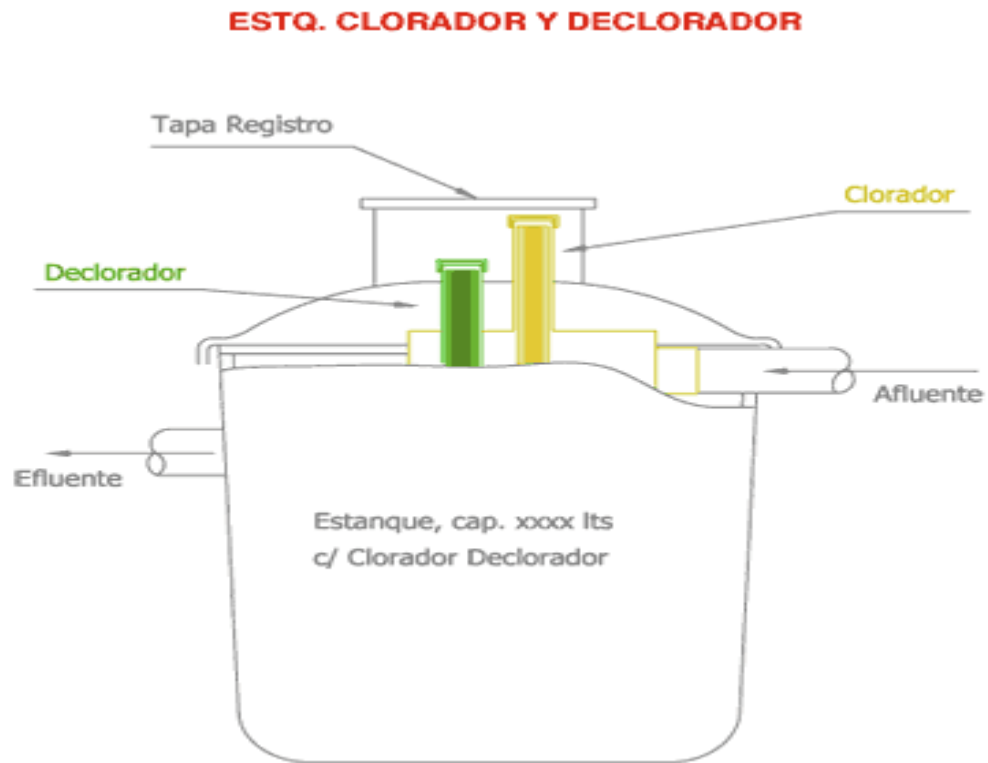 ESTQ. CLORADOR Y DECLORADOR
Tapa Registro
Clorador
Declorador
Afluente
Efluente
Estanque, cap. xxxx lts
c/ Clorador Declorador